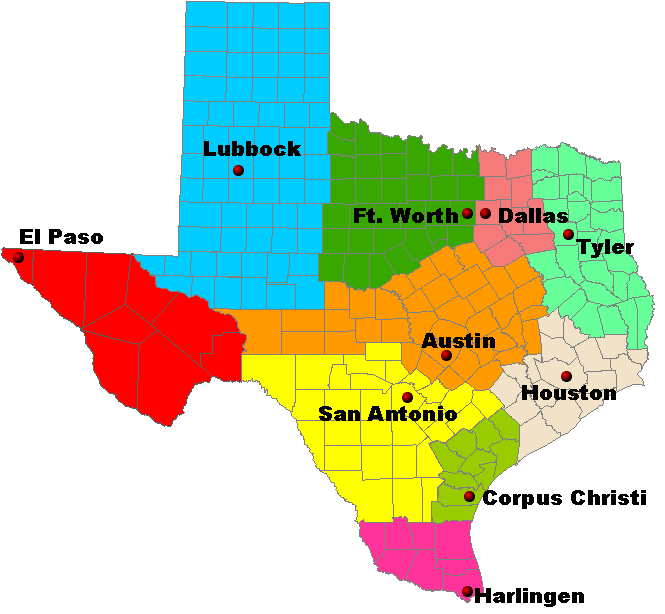 Lubbock
Ft. Worth
Dallas
El Paso
Tyler
Austin
Houston
San Antonio
Corpus Christi
Harlingen